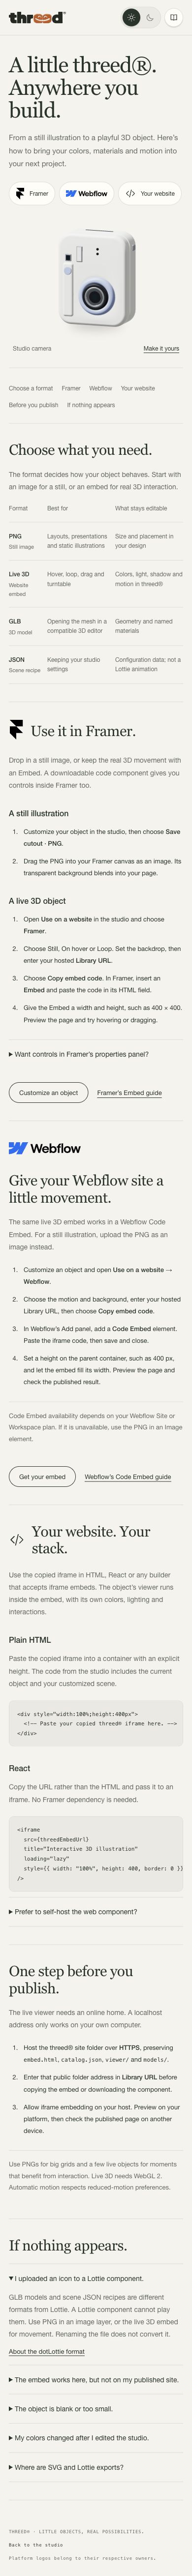 threed®
A little threed®.
Anywhere you
build.
From a still illustration to a playful 3D object. Here's
how to bring your colors, materials and motion into
your next project.
Framer
Webflow
Your website
Studio camera
Make it yours
Choose a format
Framer
Webflow
Your website
Before you publish
If nothing appears
Choose what you need.
The format decides how your object behaves. Start with
an image for a still, or an embed for real 3D interaction.
Format
Best for
What stays editable
PNG
Still image
Layouts, presentations
and static illustrations
Size and placement in
your design
Live 3D
Website
embed
Hover, loop, drag and
turntable
Colors, light, shadow and
motion in threed®
GLB
3D model
Opening the mesh in a
compatible 3D editor
Geometry and named
materials
JSON
Scene recipe
Keeping your studio
settings
Configuration data; not a
Lottie animation
Use it in Framer.
Drop in a still image, or keep the real 3D movement with
an Embed. A downloadable code component gives you
controls inside Framer too.
A still illustration
1. Customize your object in the studio, then choose Save
cutout · PNG.
2. Drag the PNG into your Framer canvas as an image. Its
transparent background blends into your page.
A live 3D object
1. Open Use on a website in the studio and choose
Framer.
2. Choose Still, On hover or Loop. Set the backdrop, then
enter your hosted Library URL.
3. Choose Copy embed code. In Framer, insert an
Embed and paste the code in its HTML field.
4. Give the Embed a width and height, such as 400 × 400.
Preview the page and try hovering or dragging.
Want controls in Framer's properties panel?
Customize an object
Framer's Embed guide
Webflow
Give your Webflow site a
little movement.
The same live 3D embed works in a Webflow Code
Embed. For a still illustration, upload the PNG as an
image instead.
1. Customize an object and open Use on a website →
Webflow.
2. Choose the motion and background, enter your hosted
Library URL, then choose Copy embed code.
3. In Webflow's Add panel, add a Code Embed element.
Paste the iframe code, then save and close.
4. Set a height on the parent container, such as 400 px,
and let the embed fill its width. Preview the page and
check the published result.
Code Embed availability depends on your Webflow Site or
Workspace plan. If it is unavailable, use the PNG in an Image
element.
Get your embed
Webflow's Code Embed guide
Your website. Your
stack.
Use the copied iframe in HTML, React or any builder
that accepts iframe embeds. The object's viewer runs
inside the embed, with its own colors, lighting and
interactions.
Plain HTML
Paste the copied iframe into a container with an explicit
height. The code from the studio includes the current
object and your customized scene.
<div style="width:100%;height:400px">
<!-- Paste your copied threed® iframe here. -->
</div>
React
Copy the URL rather than the HTML and pass it to an
iframe. No Framer dependency is needed.
<iframe
src={threedEmbedUrl}
title="Interactive 3D illustration"
loading="lazy"
style={{ width: "100%", height: 400, border: 0 }}
/>
Prefer to self-host the web component?
One step before you
publish.
The live viewer needs an online home. A localhost
address only works on your own computer.
1. Host the threed® site folder over HTTPS, preserving
embed.html, catalog.json, viewer/ and models/.
2. Enter that public folder address in Library URL before
copying the embed or downloading the component.
3. Allow iframe embedding on your host. Preview on your
platform, then check the published page on another
device.
Use PNGs for big grids and a few live objects for moments
that benefit from interaction. Live 3D needs WebGL 2.
Automatic motion respects reduced-motion preferences.
If nothing appears.
I uploaded an icon to a Lottie component.
GLB models and scene JSON recipes are different
formats from Lottie. A Lottie component cannot play
them. Use PNG in an image layer, or the live 3D embed
for movement. Renaming the file does not convert it.
About the dotLottie format
The embed works here, but not on my published site.
The object is blank or too small.
My colors changed after I edited the studio.
Where are SVG and Lottie exports?
THREED® · LITTLE OBJECTS, REAL POSSIBILITIES.
Back to the studio
Platform logos belong to their respective owners.